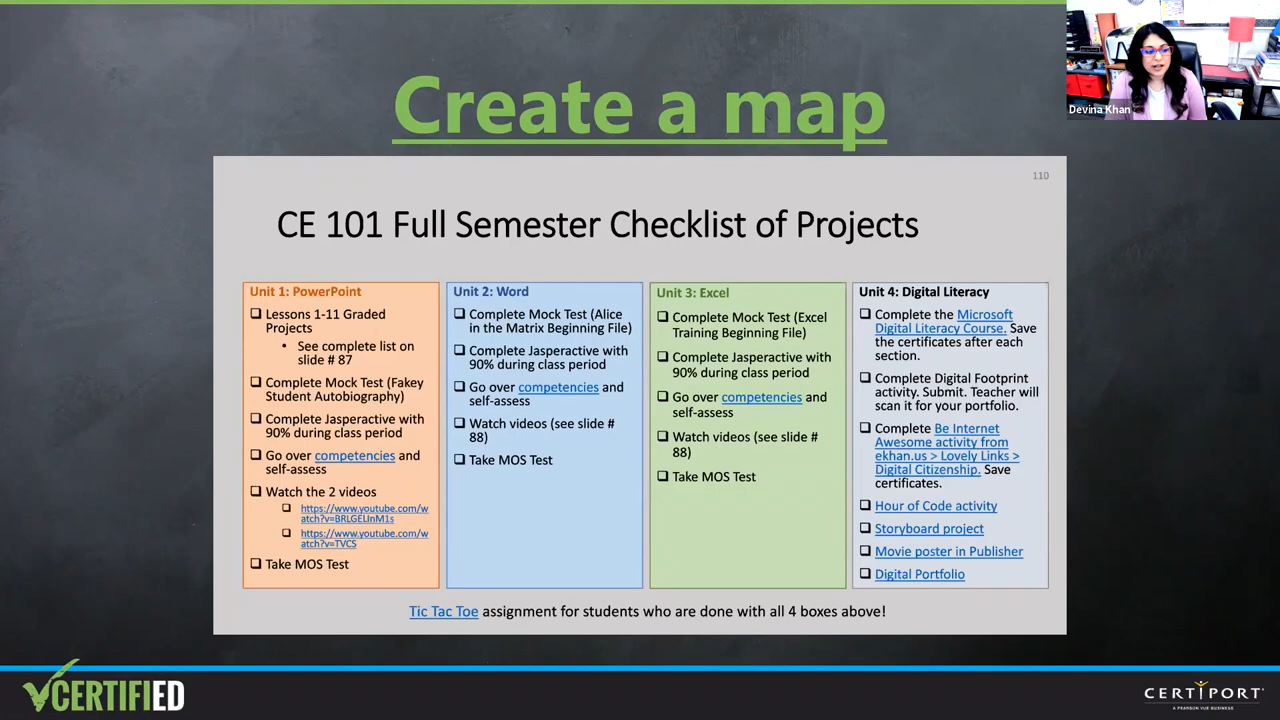 Create a map
Devina Khan
110
CE 101 Full Semester Checklist of Projects
Unit 1: PowerPoint
Lessons 1-11 Graded
Projects
• See complete list on
slide # 87
Complete Mock Test (Fakey
Student Autobiography)
Complete Jasperactive with
90% during class period
Go over competencies and
self-assess
Watch the 2 videos
https://www.youtube.com/w
atch?v=BRLGELInM1s
https://www.youtube.com/w
atch?v=TVCS
Take MOS Test
Unit 2: Word
Complete Mock Test (Alice
in the Matrix Beginning File)
Complete Jasperactive with
90% during class period
Go over competencies and
self-assess
Watch videos (see slide #
88)
Take MOS Test
Unit 3: Excel
Complete Mock Test (Excel
Training Beginning File)
Complete Jasperactive with
90% during class period
Go over competencies and
self-assess
Watch videos (see slide #
88)
Take MOS Test
Unit 4: Digital Literacy
Complete the Microsoft
Digital Literacy Course. Save
the certificates after each
section.
Complete Digital Footprint
activity. Submit. Teacher will
scan it for your portfolio.
Complete Be Internet
Awesome activity from
ekhan.us > Lovely Links >
Digital Citizenship. Save
certificates.
Hour of Code activity
Storyboard project
Movie poster in Publisher
Digital Portfolio
Tic Tac Toe assignment for students who are done with all 4 boxes above!
CERTIFIED
CERTIPORT
A PEARSON VUE BUSINESS